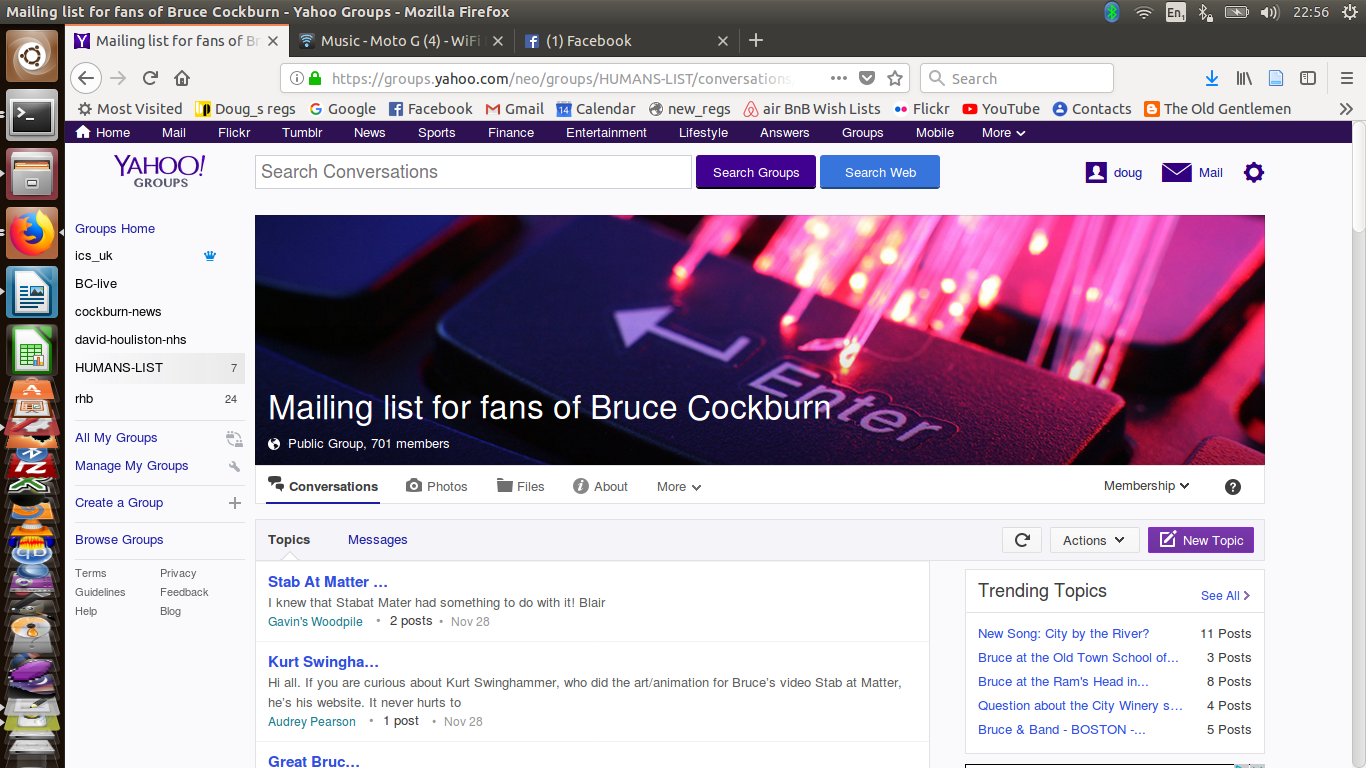 Mailing list for fans of Bruce Cockburn - Yahoo Groups - Mozilla Firefox
En1
22:56
Mailing list for fans of Br
Music - Moto G (4) - WiFi
(1) Facebook
https://groups.yahoo.com/neo/groups/HUMANS-LIST/conversations
Search
Most Visited
Doug_s regs
Google
Facebook
Gmail
Calendar
new_regs
air BnB Wish Lists
Flickr
YouTube
Contacts
The Old Gentlemen
Home
Mail
Flickr
Tumblr
News
Sports
Finance
Entertainment
Lifestyle
Answers
Groups
Mobile
More
YAHOO!
GROUPS
Search Conversations
Search Groups
Search Web
doug
Mail
Groups Home
ics_uk
BC-live
cockburn-news
david-houliston-nhs
HUMANS-LIST 7
rhb 24
All My Groups
Manage My Groups
Create a Group
Browse Groups
Terms Privacy
Guidelines Feedback
Help Blog
Enter
Mailing list for fans of Bruce Cockburn
Public Group, 701 members
Conversations
Photos
Files
About
More
Membership
Topics
Messages
Actions
New Topic
Stab At Matter …
I knew that Stabat Mater had something to do with it! Blair
Gavin's Woodpile • 2 posts • Nov 28
Kurt Swingha…
Hi all. If you are curious about Kurt Swinghammer, who did the art/animation for Bruce's video Stab at Matter,
he's his website. It never hurts to
Audrey Pearson • 1 post • Nov 28
Great Bruc…
Trending Topics
See All
New Song: City by the River? 11 Posts
Bruce at the Old Town School of... 3 Posts
Bruce at the Ram's Head in... 8 Posts
Question about the City Winery s... 4 Posts
Bruce & Band - BOSTON -... 5 Posts